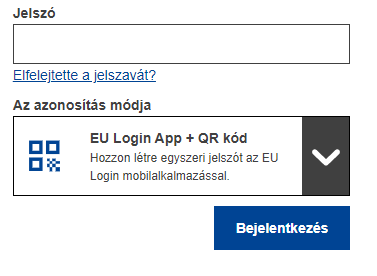 Jelszó
Elfelejtette a jelszavát?
Az azonosítás módja
EU Login App + QR kód
Hozzon létre egyszeri jelszót az EU
Login mobilalkalmazással.
Bejelentkezés